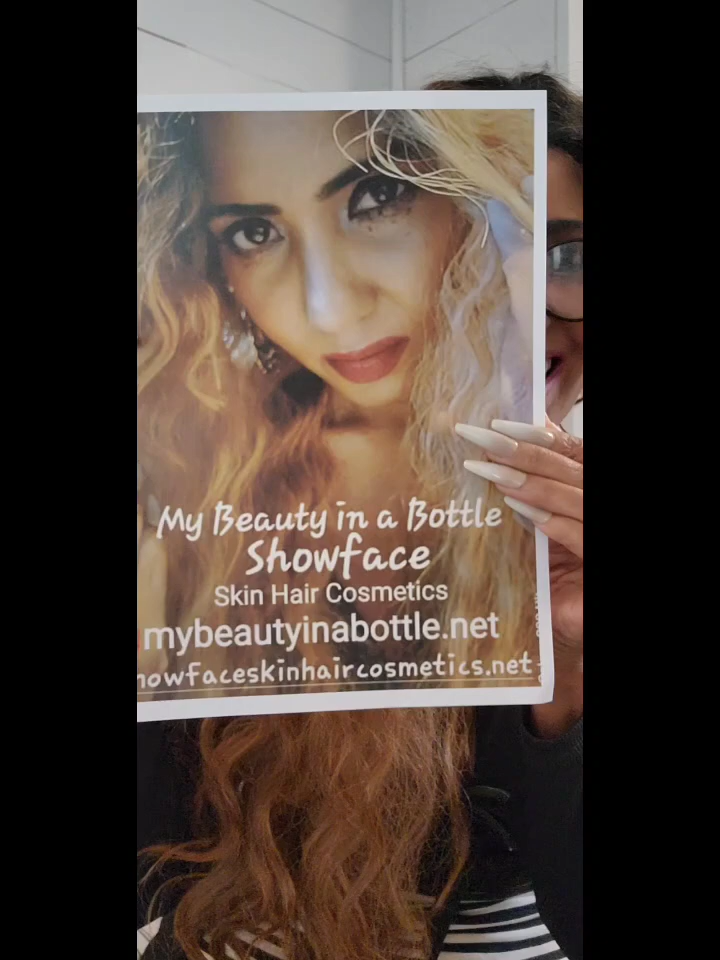 My Beauty in a Bottle
Showface
Skin Hair Cosmetics
mybeautyinabottle.net
howfaceskinhaircosmetics.net